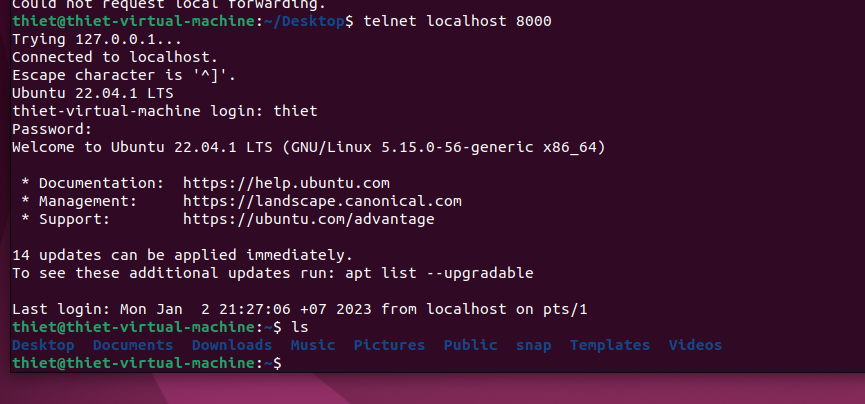 Could not request local forwarding.
thiet@thiet-virtual-machine:~/Desktop$ telnet localhost 8000
Trying 127.0.0.1...
Connected to localhost.
Escape character is '^]'.
Ubuntu 22.04.1 LTS
thiet-virtual-machine login: thiet
Password:
Welcome to Ubuntu 22.04.1 LTS (GNU/Linux 5.15.0-56-generic x86_64)
* Documentation:  https://help.ubuntu.com
* Management:     https://landscape.canonical.com
* Support:        https://ubuntu.com/advantage
14 updates can be applied immediately.
To see these additional updates run: apt list --upgradable
Last login: Mon Jan  2 21:27:06 +07 2023 from localhost on pts/1
thiet@thiet-virtual-machine:~$ ls
Desktop  Documents  Downloads  Music  Pictures  Public  snap  Templates  Videos
thiet@thiet-virtual-machine:~$